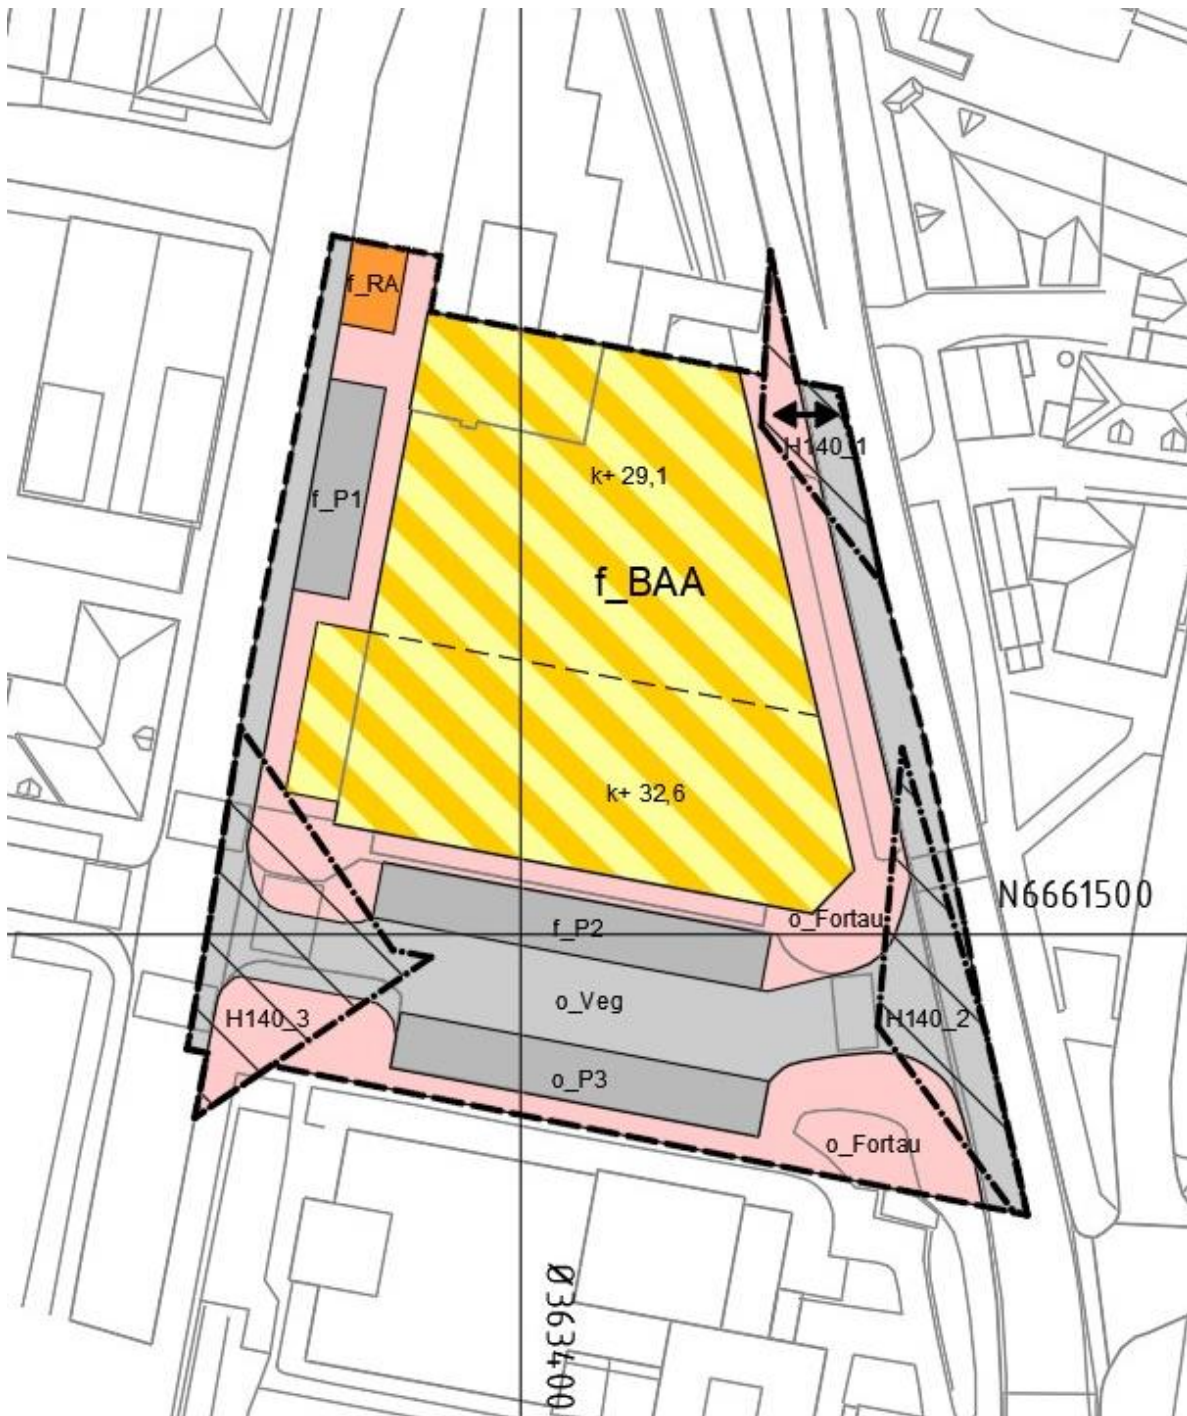 f_RA
H140_1
k+ 29,1
f_P1
f_BAA
k+ 32,6
N6661500
o_Fortau
f_P2
o_Veg
H140_3
H140_2
o_P3
o_Fortau
Ø363400